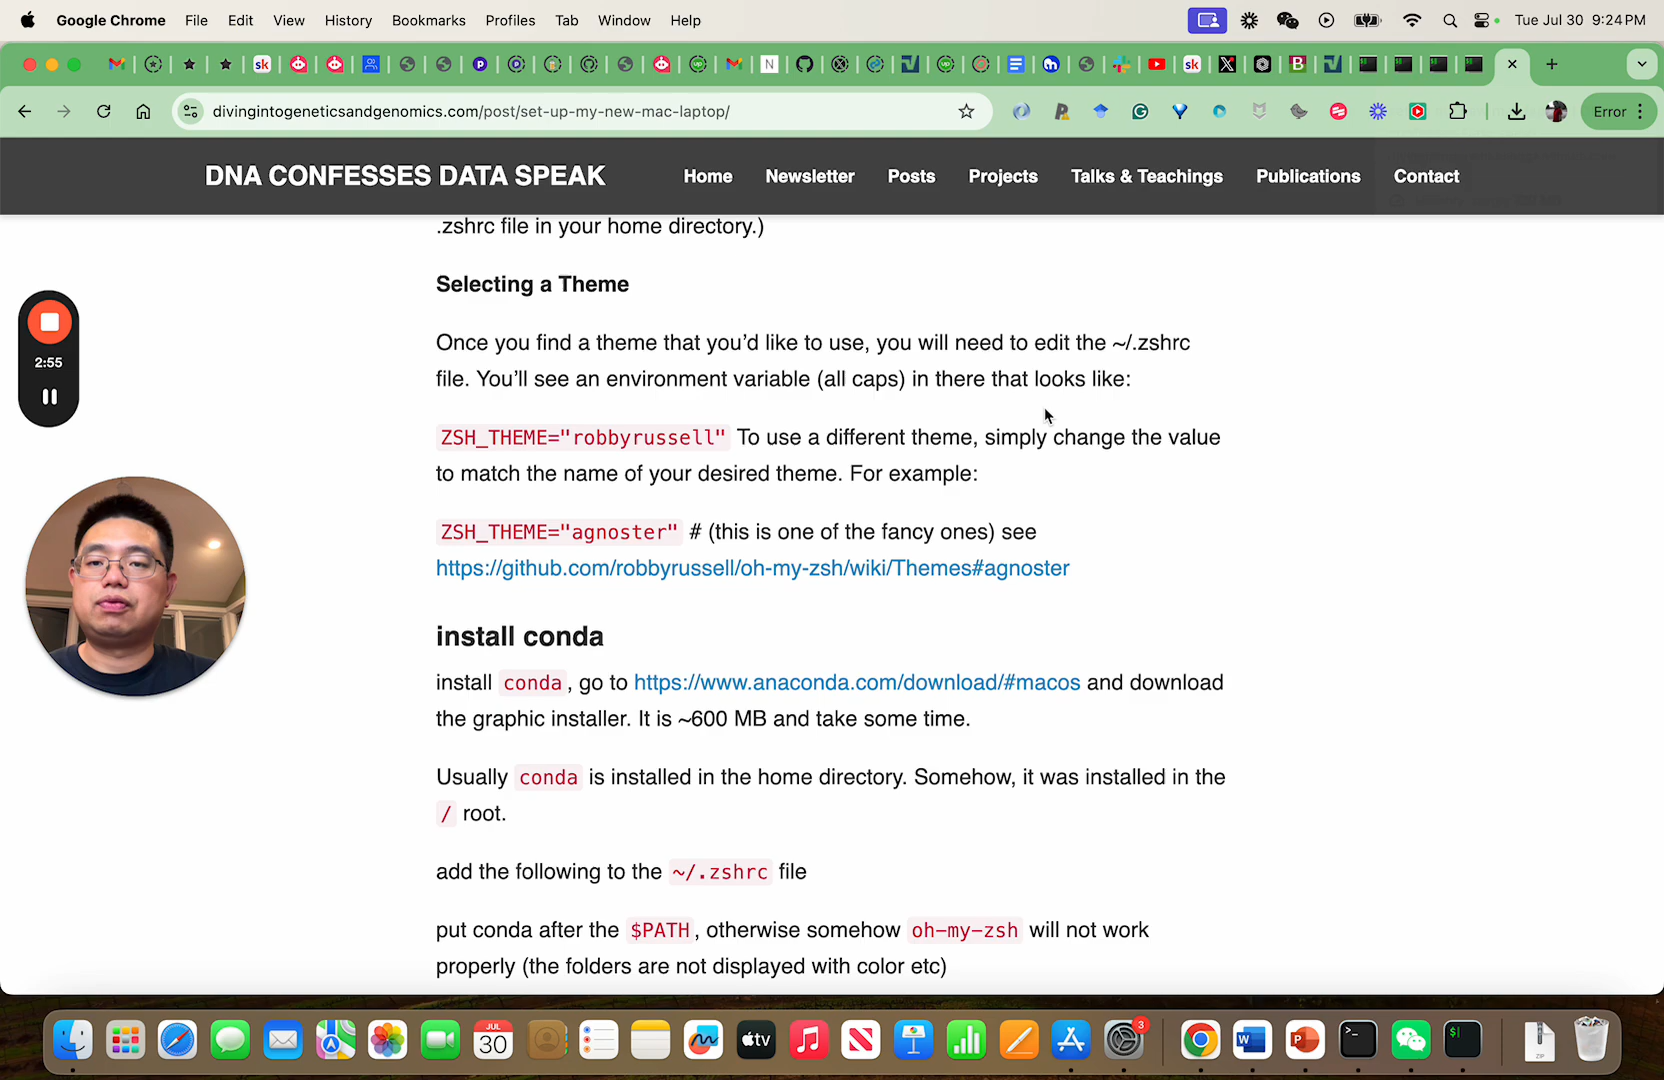 Google Chrome File Edit View History Bookmarks Profiles Tab Window Help Tue Jul 30 9:24 PM
divingintogeneticsandgenomics.com/post/set-up-my-new-mac-laptop/ Error
DNA CONFESSES DATA SPEAK Home Newsletter Posts Projects Talks & Teachings Publications Contact
.zshrc file in your home directory.)
Selecting a Theme
Once you find a theme that you’d like to use, you will need to edit the ~/.zshrc
file. You’ll see an environment variable (all caps) in there that looks like:
2:55
ZSH_THEME="robbyrussell" To use a different theme, simply change the value
to match the name of your desired theme. For example:
ZSH_THEME="agnoster" # (this is one of the fancy ones) see
https://github.com/robbyrussell/oh-my-zsh/wiki/Themes#agnoster
install conda
install conda, go to https://www.anaconda.com/download/#macos and download
the graphic installer. It is ~600 MB and take some time.
Usually conda is installed in the home directory. Somehow, it was installed in the
/ root.
add the following to the ~/.zshrc file
put conda after the $PATH, otherwise somehow oh-my-zsh will not work
properly (the folders are not displayed with color etc)
JUL
30
tv
3
W
P
ZIP